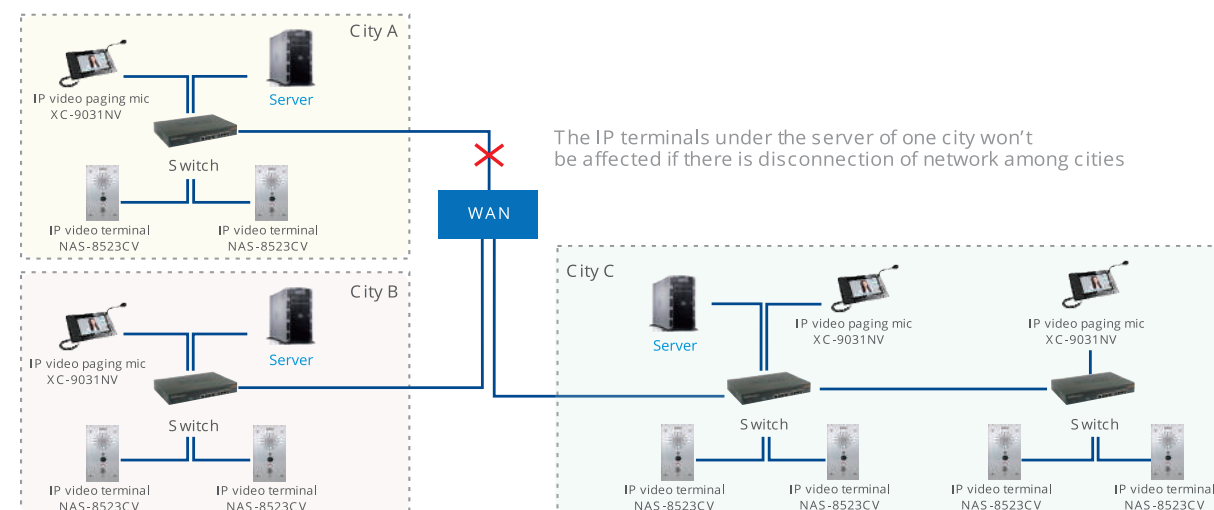 City A
IP video paging mic
XC-9031NV
Server
Switch
IP video terminal
NAS-8523CV
IP video terminal
NAS-8523CV
The IP terminals under the server of one city won't
be affected if there is disconnection of network among cities
WAN
City B
IP video paging mic
XC-9031NV
Server
Switch
IP video terminal
NAS-8523CV
IP video terminal
NAS-8523CV
City C
Server
IP video paging mic
XC-9031NV
IP video paging mic
XC-9031NV
Switch
Switch
IP video terminal
NAS-8523CV
IP video terminal
NAS-8523CV
IP video terminal
NAS-8523CV
IP video terminal
NAS-8523CV